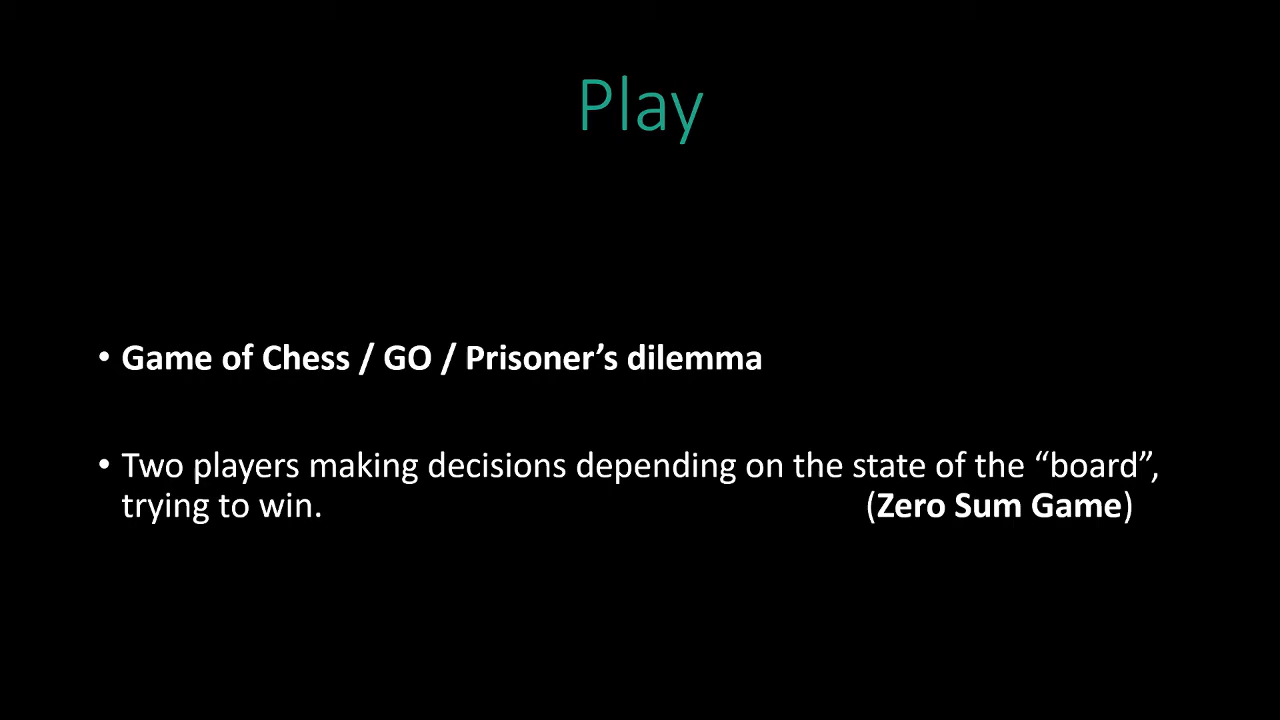 Play
• Game of Chess / GO / Prisoner’s dilemma
• Two players making decisions depending on the state of the “board”,
trying to win. (Zero Sum Game)